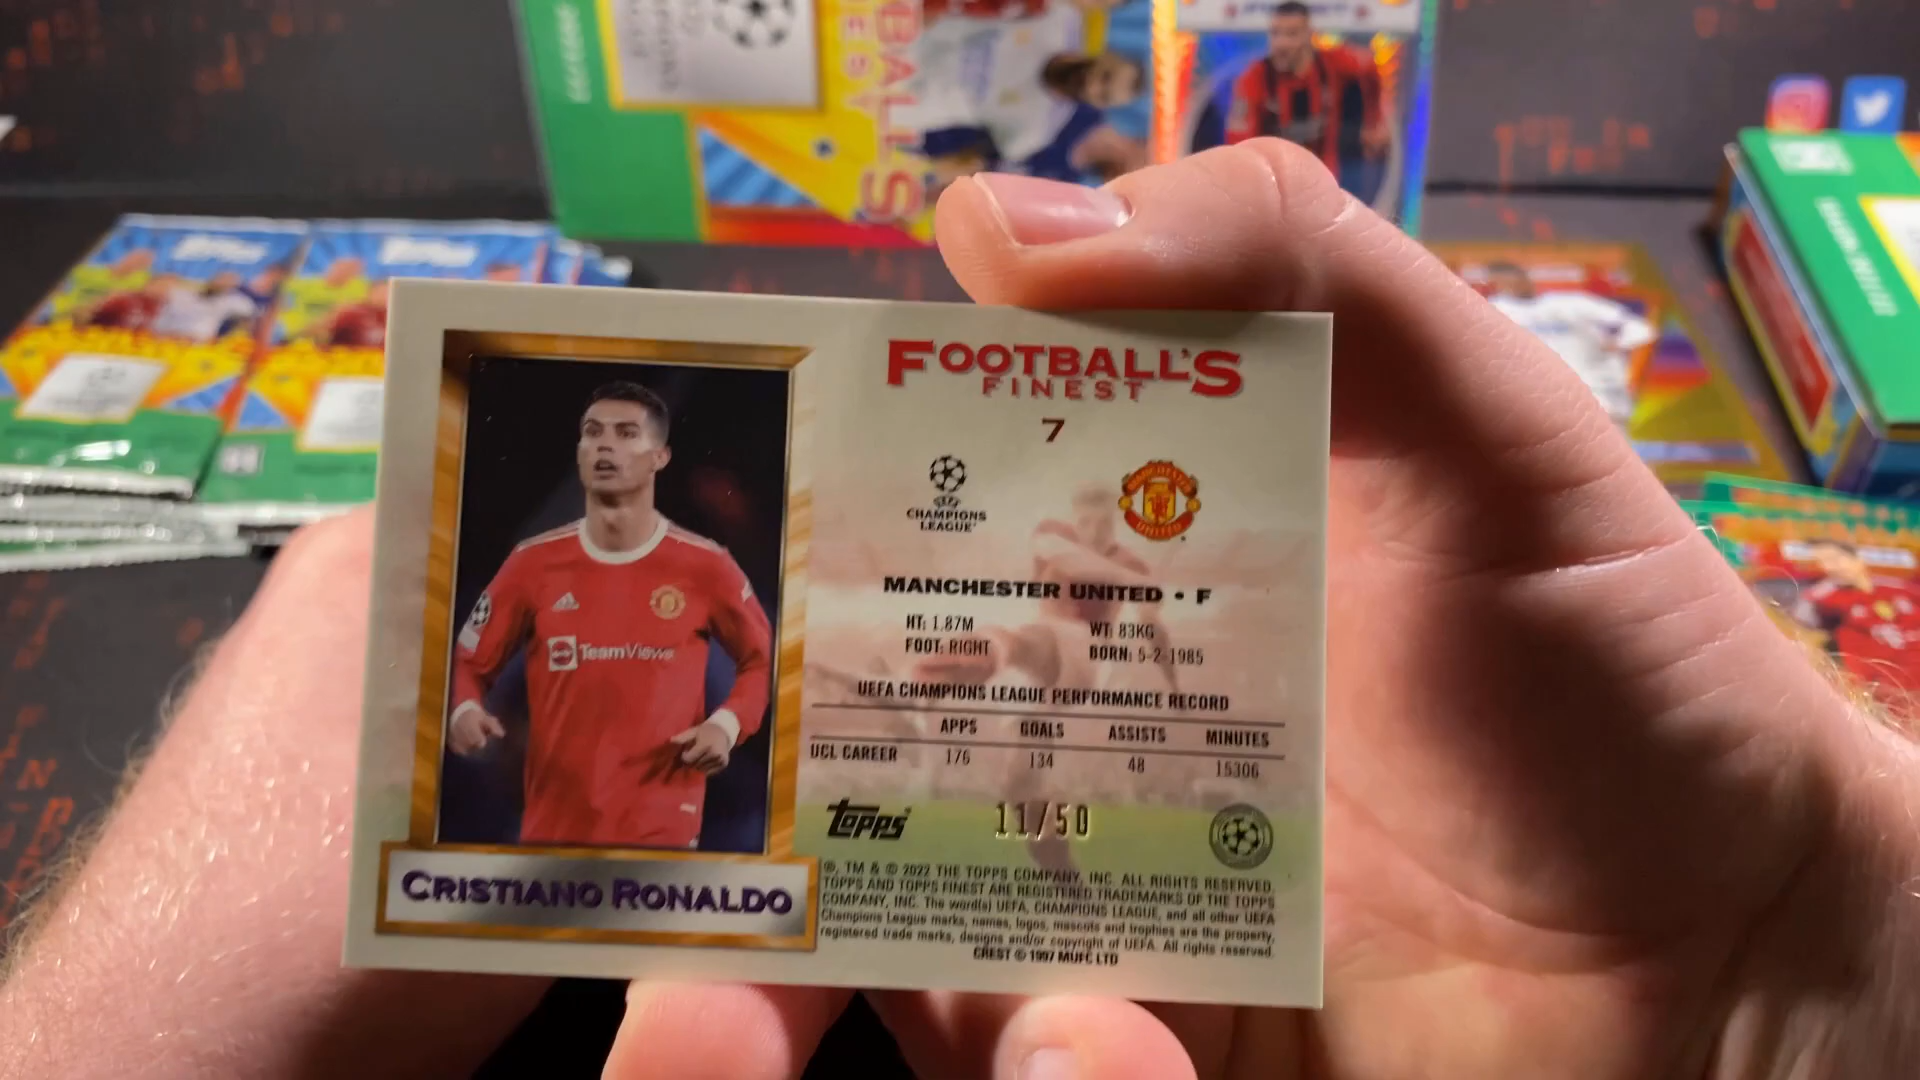 FOOTBALL'S
FINEST
7
CHAMPIONS
LEAGUE
MANCHESTER
UNITED
MANCHESTER UNITED • F
HT: 1.87M
WT: 83KG
FOOT: RIGHT
BORN: 5-2-1985
UEFA CHAMPIONS LEAGUE PERFORMANCE RECORD
APPS GOALS ASSISTS MINUTES
UCL CAREER 176 134 48 15306
TeamViewer
topps
11/50
CRISTIANO RONALDO
®, TM & © 2022 THE TOPPS COMPANY, INC. ALL RIGHTS RESERVED.
TOPPS AND TOPPS FINEST ARE REGISTERED TRADEMARKS OF THE TOPPS
COMPANY, INC. The word(s) UEFA, CHAMPIONS LEAGUE, and all other UEFA
Champions League marks, names, logos, mascots and trophies are the property,
registered trade marks, designs and/or copyright of UEFA. All rights reserved.
CREST © 1997 MUFC LTD
topps
topps